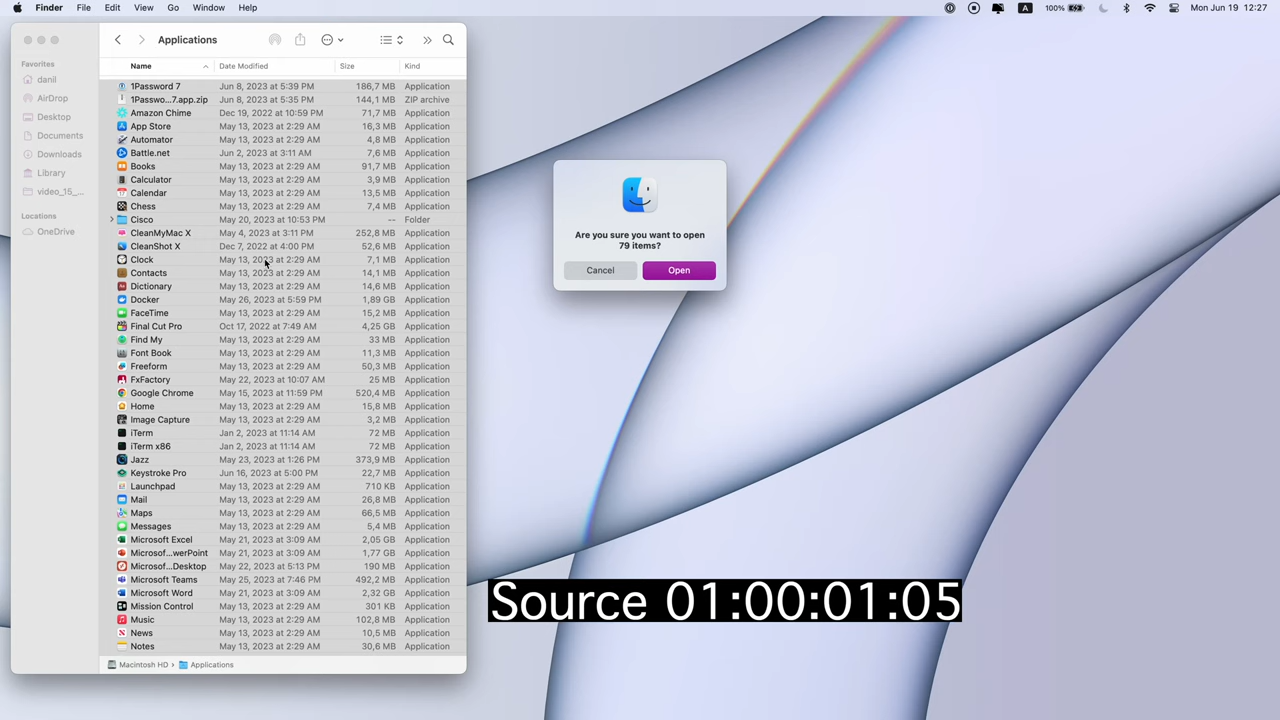 Finder File Edit View Go Window Help
A 100% Mon Jun 19 12:27
Applications
Favorites
danil
AirDrop
Desktop
Documents
Downloads
Library
video_15_...
Locations
OneDrive
Name Date Modified Size Kind
1Password 7 Jun 8, 2023 at 5:39 PM 186,7 MB Application
1Passwo...7.app.zip Jun 8, 2023 at 5:35 PM 144,1 MB ZIP archive
Amazon Chime Dec 19, 2022 at 10:59 PM 71,7 MB Application
App Store May 13, 2023 at 2:29 AM 16,3 MB Application
Automator May 13, 2023 at 2:29 AM 4,8 MB Application
Battle.net Jun 2, 2023 at 3:11 AM 7,6 MB Application
Books May 13, 2023 at 2:29 AM 91,7 MB Application
Calculator May 13, 2023 at 2:29 AM 3,9 MB Application
Calendar May 13, 2023 at 2:29 AM 13,5 MB Application
Chess May 13, 2023 at 2:29 AM 7,4 MB Application
Cisco May 20, 2023 at 10:53 PM -- Folder
CleanMyMac X May 4, 2023 at 3:11 PM 252,8 MB Application
CleanShot X Dec 7, 2022 at 4:00 PM 52,6 MB Application
Clock May 13, 2023 at 2:29 AM 7,1 MB Application
Contacts May 13, 2023 at 2:29 AM 14,1 MB Application
Dictionary May 13, 2023 at 2:29 AM 14,6 MB Application
Docker May 26, 2023 at 5:59 PM 1,89 GB Application
FaceTime May 13, 2023 at 2:29 AM 15,2 MB Application
Final Cut Pro Oct 17, 2022 at 7:49 AM 4,25 GB Application
Find My May 13, 2023 at 2:29 AM 33 MB Application
Font Book May 13, 2023 at 2:29 AM 11,3 MB Application
Freeform May 13, 2023 at 2:29 AM 50,3 MB Application
FxFactory May 22, 2023 at 10:07 AM 25 MB Application
Google Chrome May 15, 2023 at 11:59 PM 520,4 MB Application
Home May 13, 2023 at 2:29 AM 15,8 MB Application
Image Capture May 13, 2023 at 2:29 AM 3,2 MB Application
iTerm Jan 2, 2023 at 11:14 AM 72 MB Application
iTerm x86 Jan 2, 2023 at 11:14 AM 72 MB Application
Jazz May 23, 2023 at 1:26 PM 373,9 MB Application
Keystroke Pro Jun 16, 2023 at 5:00 PM 22,7 MB Application
Launchpad May 13, 2023 at 2:29 AM 710 KB Application
Mail May 13, 2023 at 2:29 AM 26,8 MB Application
Maps May 13, 2023 at 2:29 AM 66,5 MB Application
Messages May 13, 2023 at 2:29 AM 5,4 MB Application
Microsoft Excel May 21, 2023 at 3:09 AM 2,05 GB Application
Microsof...werPoint May 21, 2023 at 3:09 AM 1,77 GB Application
Microsof...Desktop May 22, 2023 at 5:13 PM 190 MB Application
Microsoft Teams May 25, 2023 at 7:46 PM 492,2 MB Application
Microsoft Word May 21, 2023 at 3:09 AM 2,32 GB Application
Mission Control May 13, 2023 at 2:29 AM 301 KB Application
Music May 13, 2023 at 2:29 AM 102,8 MB Application
News May 13, 2023 at 2:29 AM 10,5 MB Application
Notes May 13, 2023 at 2:29 AM 30,6 MB Application
Macintosh HD › Applications
Are you sure you want to open
79 items?
Cancel Open
Source 01:00:01:05